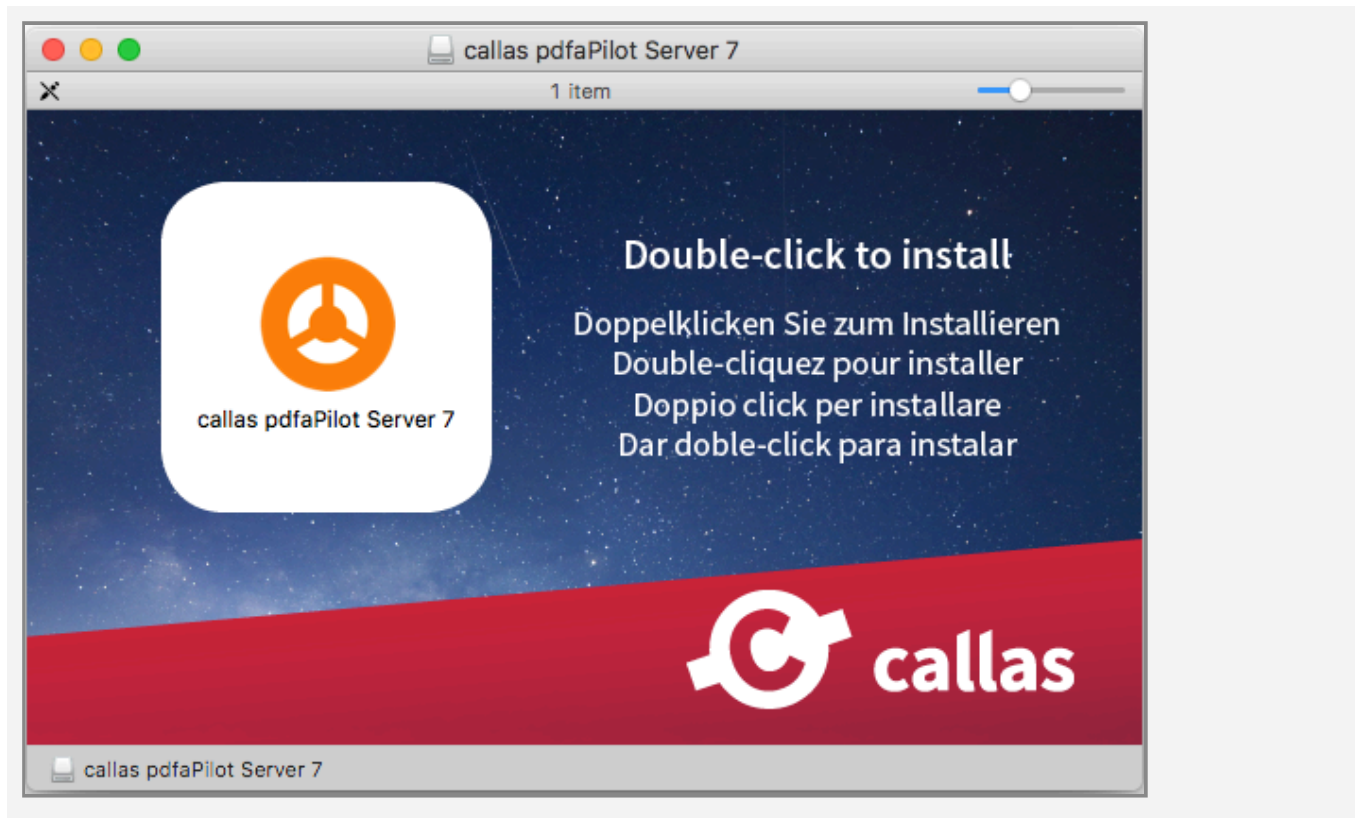 callas pdfaPilot Server 7
1 item
callas pdfaPilot Server 7
Double-click to install
Doppelklicken Sie zum Installieren
Double-cliquez pour installer
Doppio click per installare
Dar doble-click para instalar
C callas
callas pdfaPilot Server 7